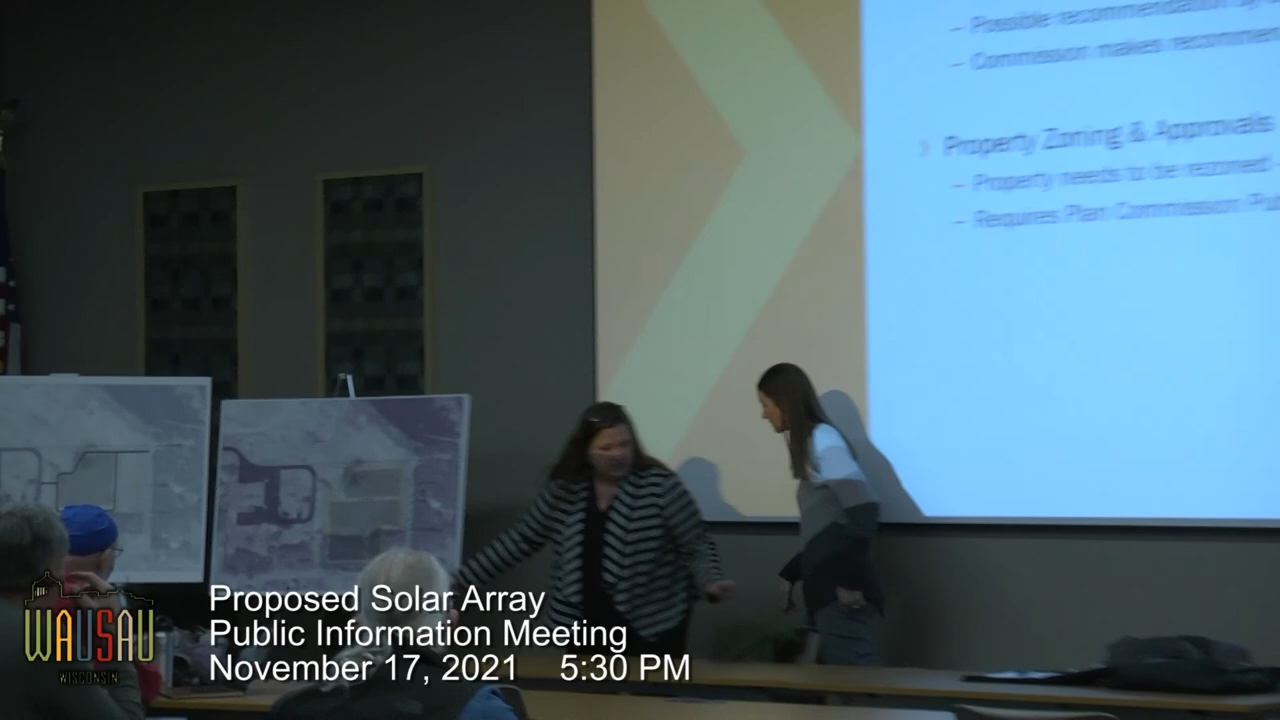 – Possible recommendation
– Commission makes
› Property Zoning & Approvals
– Property needs to be rezoned
– Requires Plan Commission
Proposed Solar Array
Public Information Meeting
November 17, 2021 5:30 PM
WAUSAU
WISCONSIN